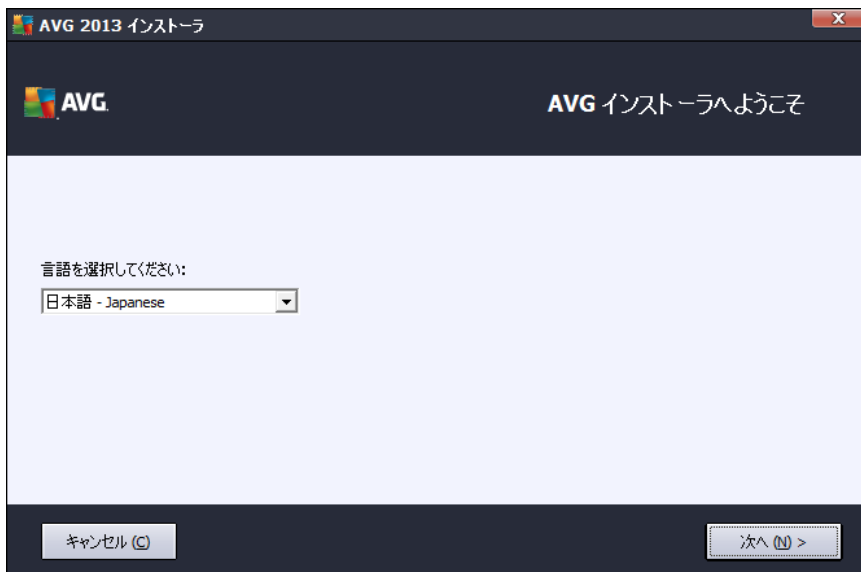 AVG 2013 インストーラ
AVG.
AVG インストーラへようこそ
言語を選択してください:
日本語 - Japanese
キャンセル (C)
次へ (N) >